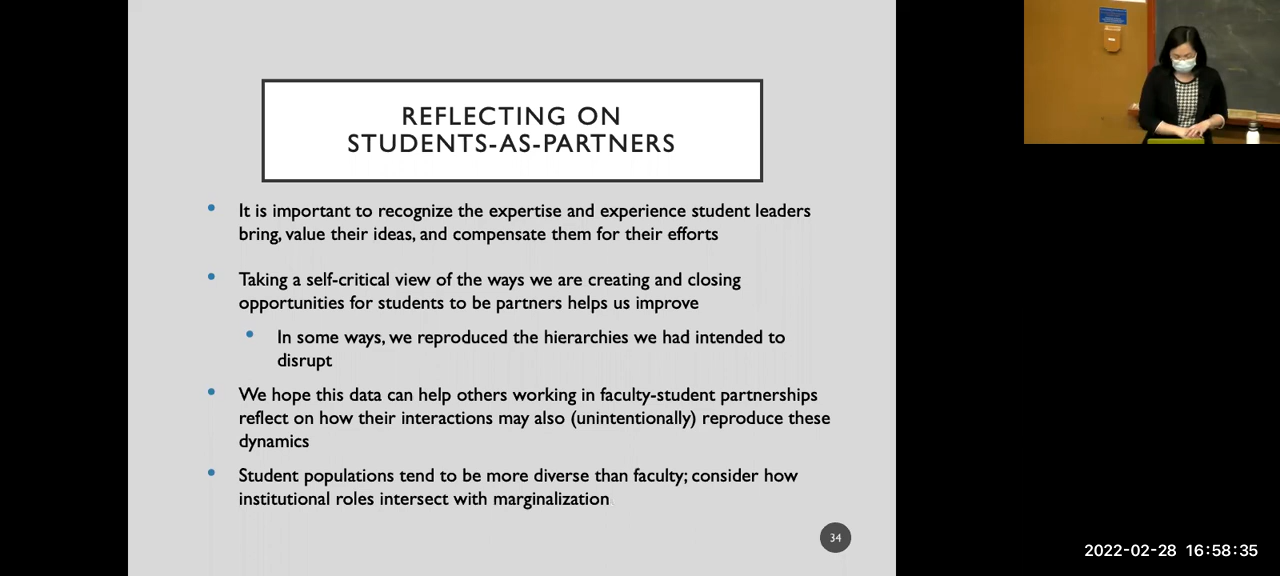 REFLECTING ON
STUDENTS-AS-PARTNERS
• It is important to recognize the expertise and experience student leaders
bring, value their ideas, and compensate them for their efforts
• Taking a self-critical view of the ways we are creating and closing
opportunities for students to be partners helps us improve
• In some ways, we reproduced the hierarchies we had intended to
disrupt
• We hope this data can help others working in faculty-student partnerships
reflect on how their interactions may also (unintentionally) reproduce these
dynamics
• Student populations tend to be more diverse than faculty; consider how
institutional roles intersect with marginalization
34
2022-02-28 16:58:35